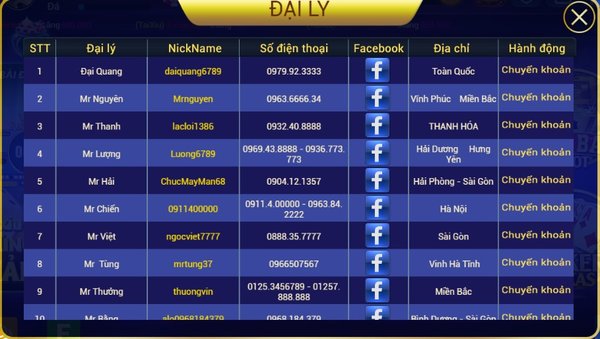 ĐẠI LÝ
STT Đại lý NickName Số điện thoại Facebook Địa chỉ Hành động
1 Đại Quang daiquang6789 0979.92.3333 Toàn Quốc Chuyển khoản
2 Mr Nguyên Mrnguyen 0963.6666.34 Vĩnh Phúc Miền Bắc Chuyển khoản
3 Mr Thanh lacloi1386 0932.40.8888 THANH HÓA Chuyển khoản
4 Mr Lượng Luong6789 0969.43.8888 - 0936.773.773 Hải Dương Hưng Yên Chuyển khoản
5 Mr Hải ChucMayMan68 0904.12.1357 Hải Phòng - Sài Gòn Chuyển khoản
6 Mr Chiến 0911400000 0911.4.00000 - 0963.84.2222 Hà Nội Chuyển khoản
7 Mr Việt ngocviet7777 0888.35.7777 Sài Gòn Chuyển khoản
8 Mr Tùng mrtung37 0966507567 Vinh Hà Tĩnh Chuyển khoản
9 Mr Thưởng thuongvin 0125.3456789 - 01257.888.888 Miền Bắc Chuyển khoản
10 Mr Bằng alo0968184379 0968.184.379 Bình Dương - Sài Gòn Chuyển khoản